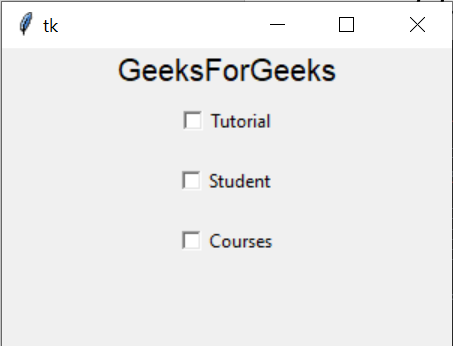 tk
GeeksForGeeks
Tutorial
Student
Courses